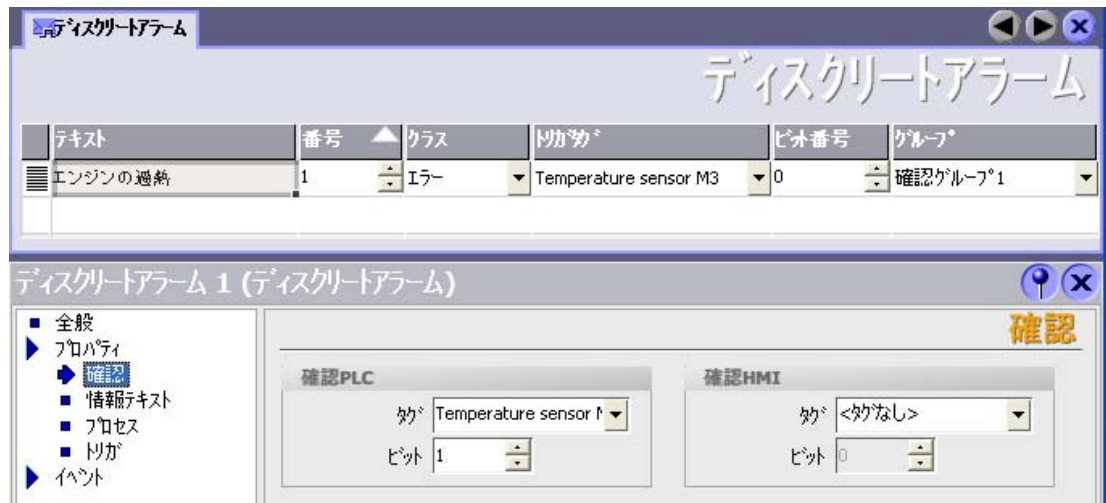 ディスクリートアラーム
ディスクリートアラーム
テキスト 番号 クラス トリガタグ ビット番号 グループ
エンジンの過熱 1 エラー Temperature sensor M3 0 確認グループ1
ディスクリートアラーム 1 (ディスクリートアラーム)
全般
プロパティ
確認
情報テキスト
プロセス
トリガ
イベント
確認
確認PLC
タグ Temperature sensor
ビット 1
確認HMI
タグ <タグなし>
ビット 0